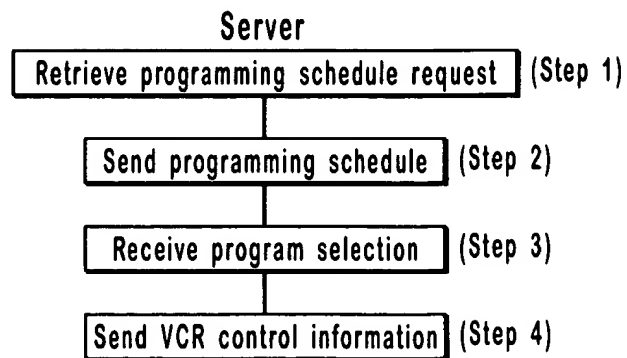 Server
Retrieve programming schedule request (Step 1)
Send programming schedule (Step 2)
Receive program selection (Step 3)
Send VCR control information (Step 4)